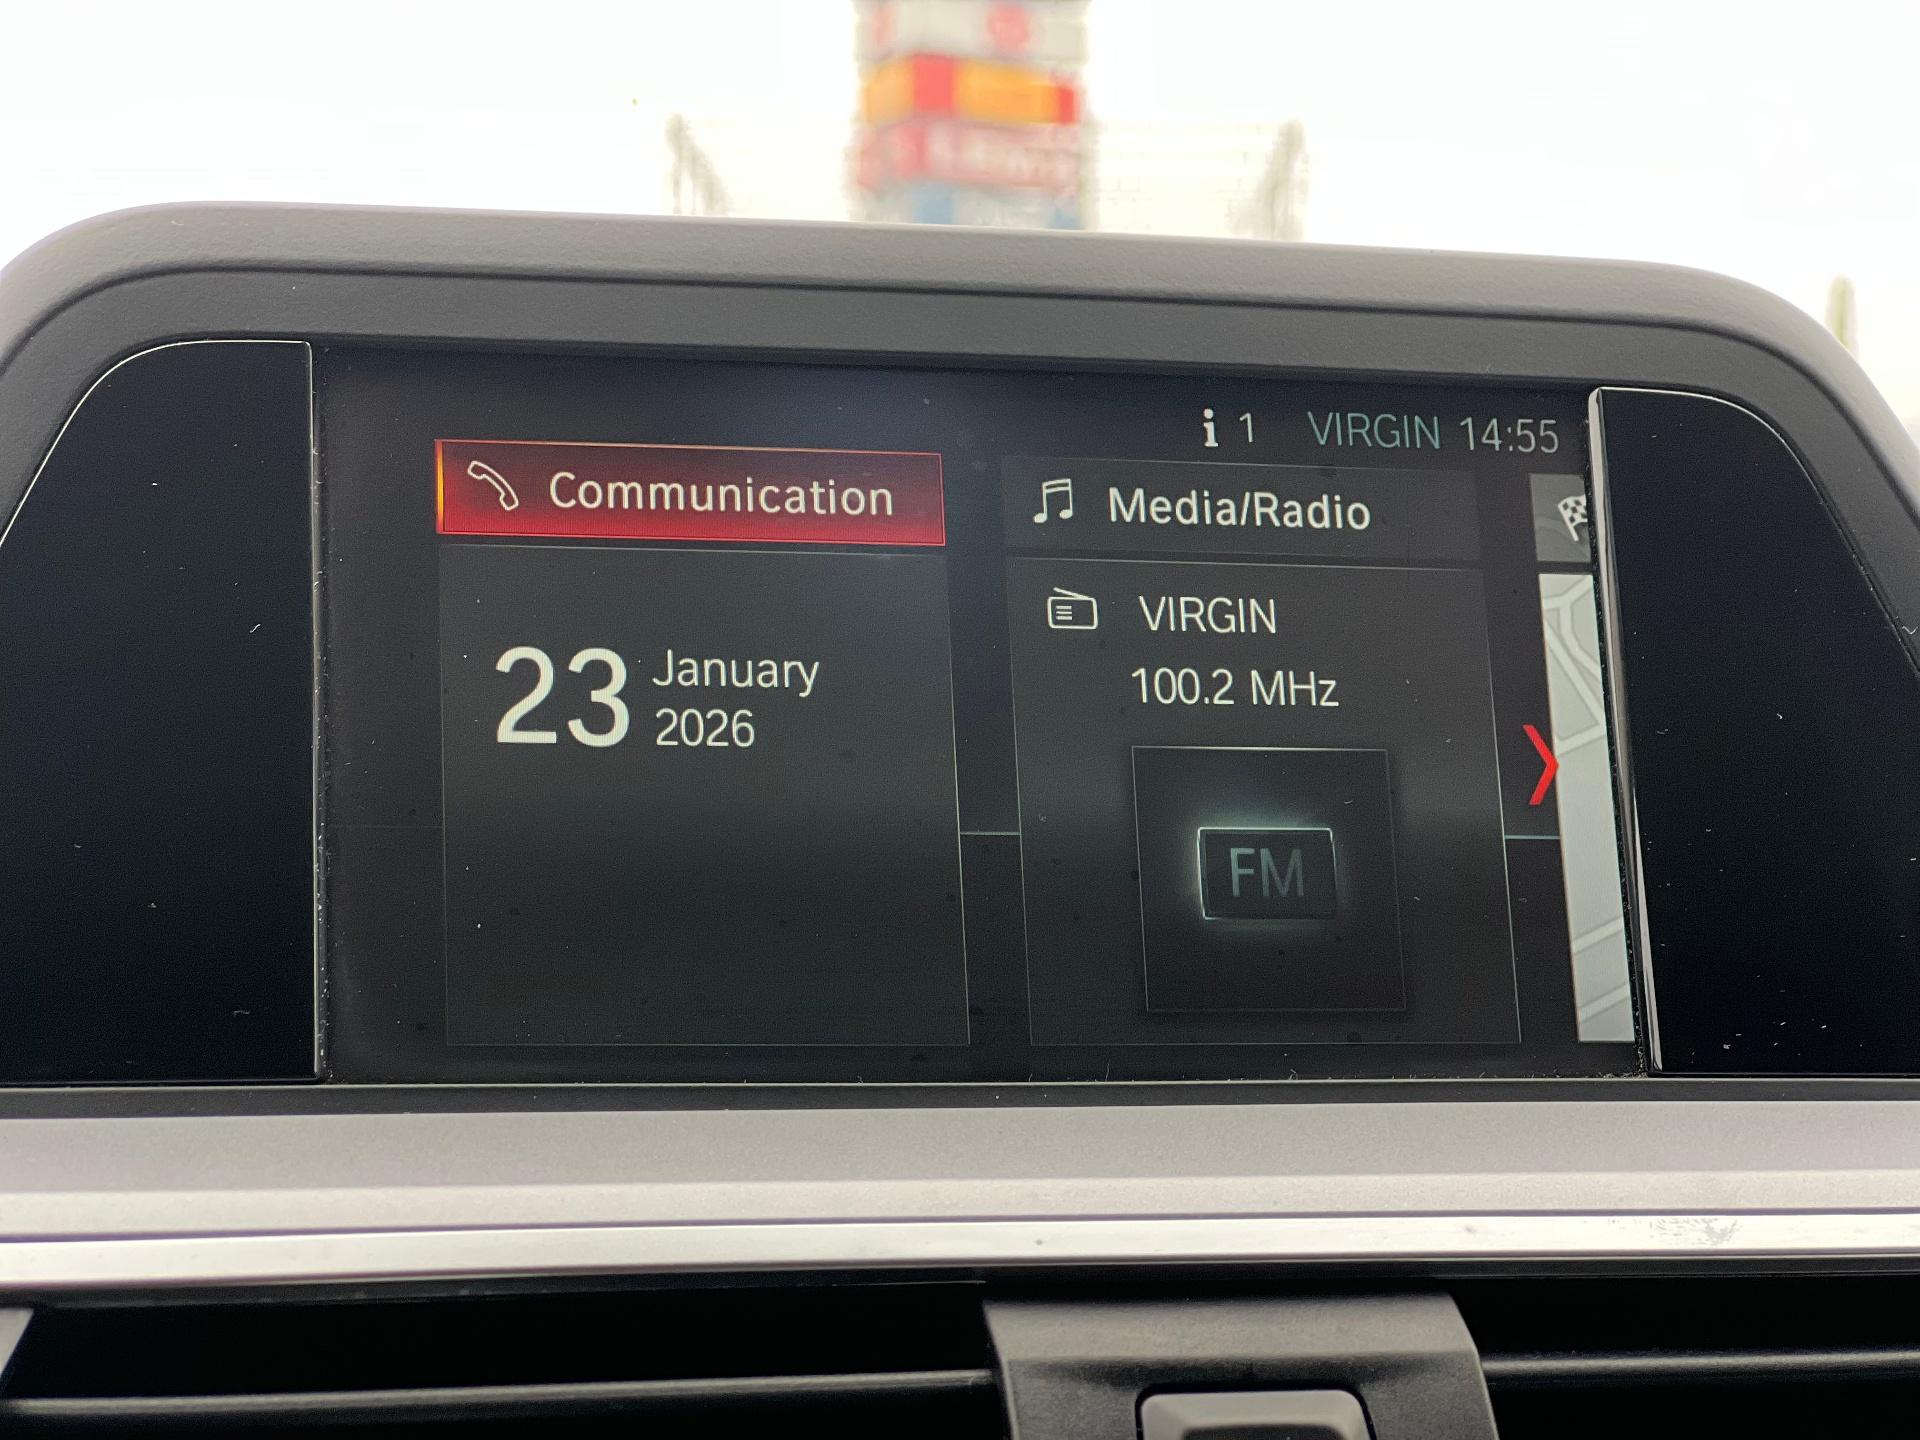 i 1 VIRGIN 14:55
Communication
23 January
2026
Media/Radio
VIRGIN
100.2 MHz
FM